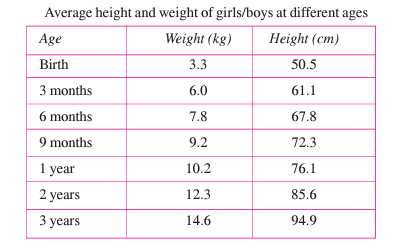 Average height and weight of girls/boys at different ages
Age Weight (kg) Height (cm)
Birth 3.3 50.5
3 months 6.0 61.1
6 months 7.8 67.8
9 months 9.2 72.3
1 year 10.2 76.1
2 years 12.3 85.6
3 years 14.6 94.9